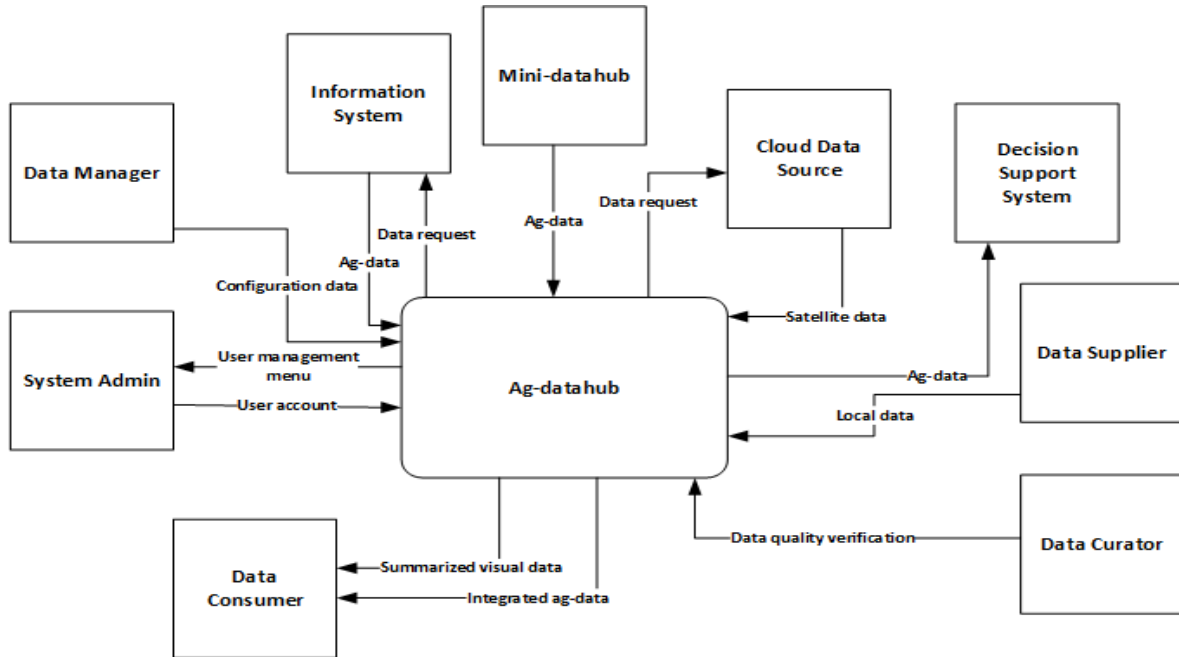 Mini-datahub
Information
System
Cloud Data
Source
Decision
Support
System
Data Manager
Data request
Ag-data
Data request
Ag-data
Configuration data
Satellite data
User management
menu
System Admin
Data Supplier
Ag-datahub
Ag-data
User account
Local data
Data quality verification
Data Curator
Summarized visual data
Data
Consumer
Integrated ag-data